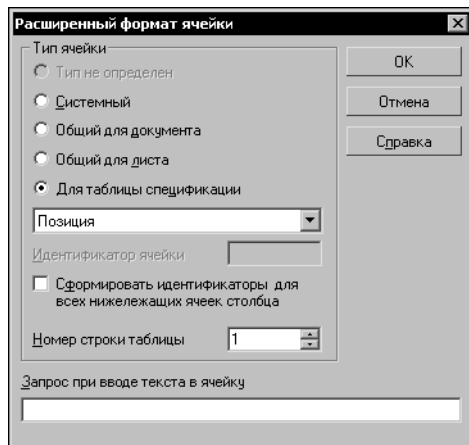 Расширенный формат ячейки
Тип ячейки
Тип не определен
Системный
Общий для документа
Общий для листа
Для таблицы спецификации
Позиция
Идентификатор ячейки
Сформировать идентификаторы для
всех нижележащих ячеек столбца
Номер строки таблицы
1
Запрос при вводе текста в ячейку
OK
Отмена
Справка